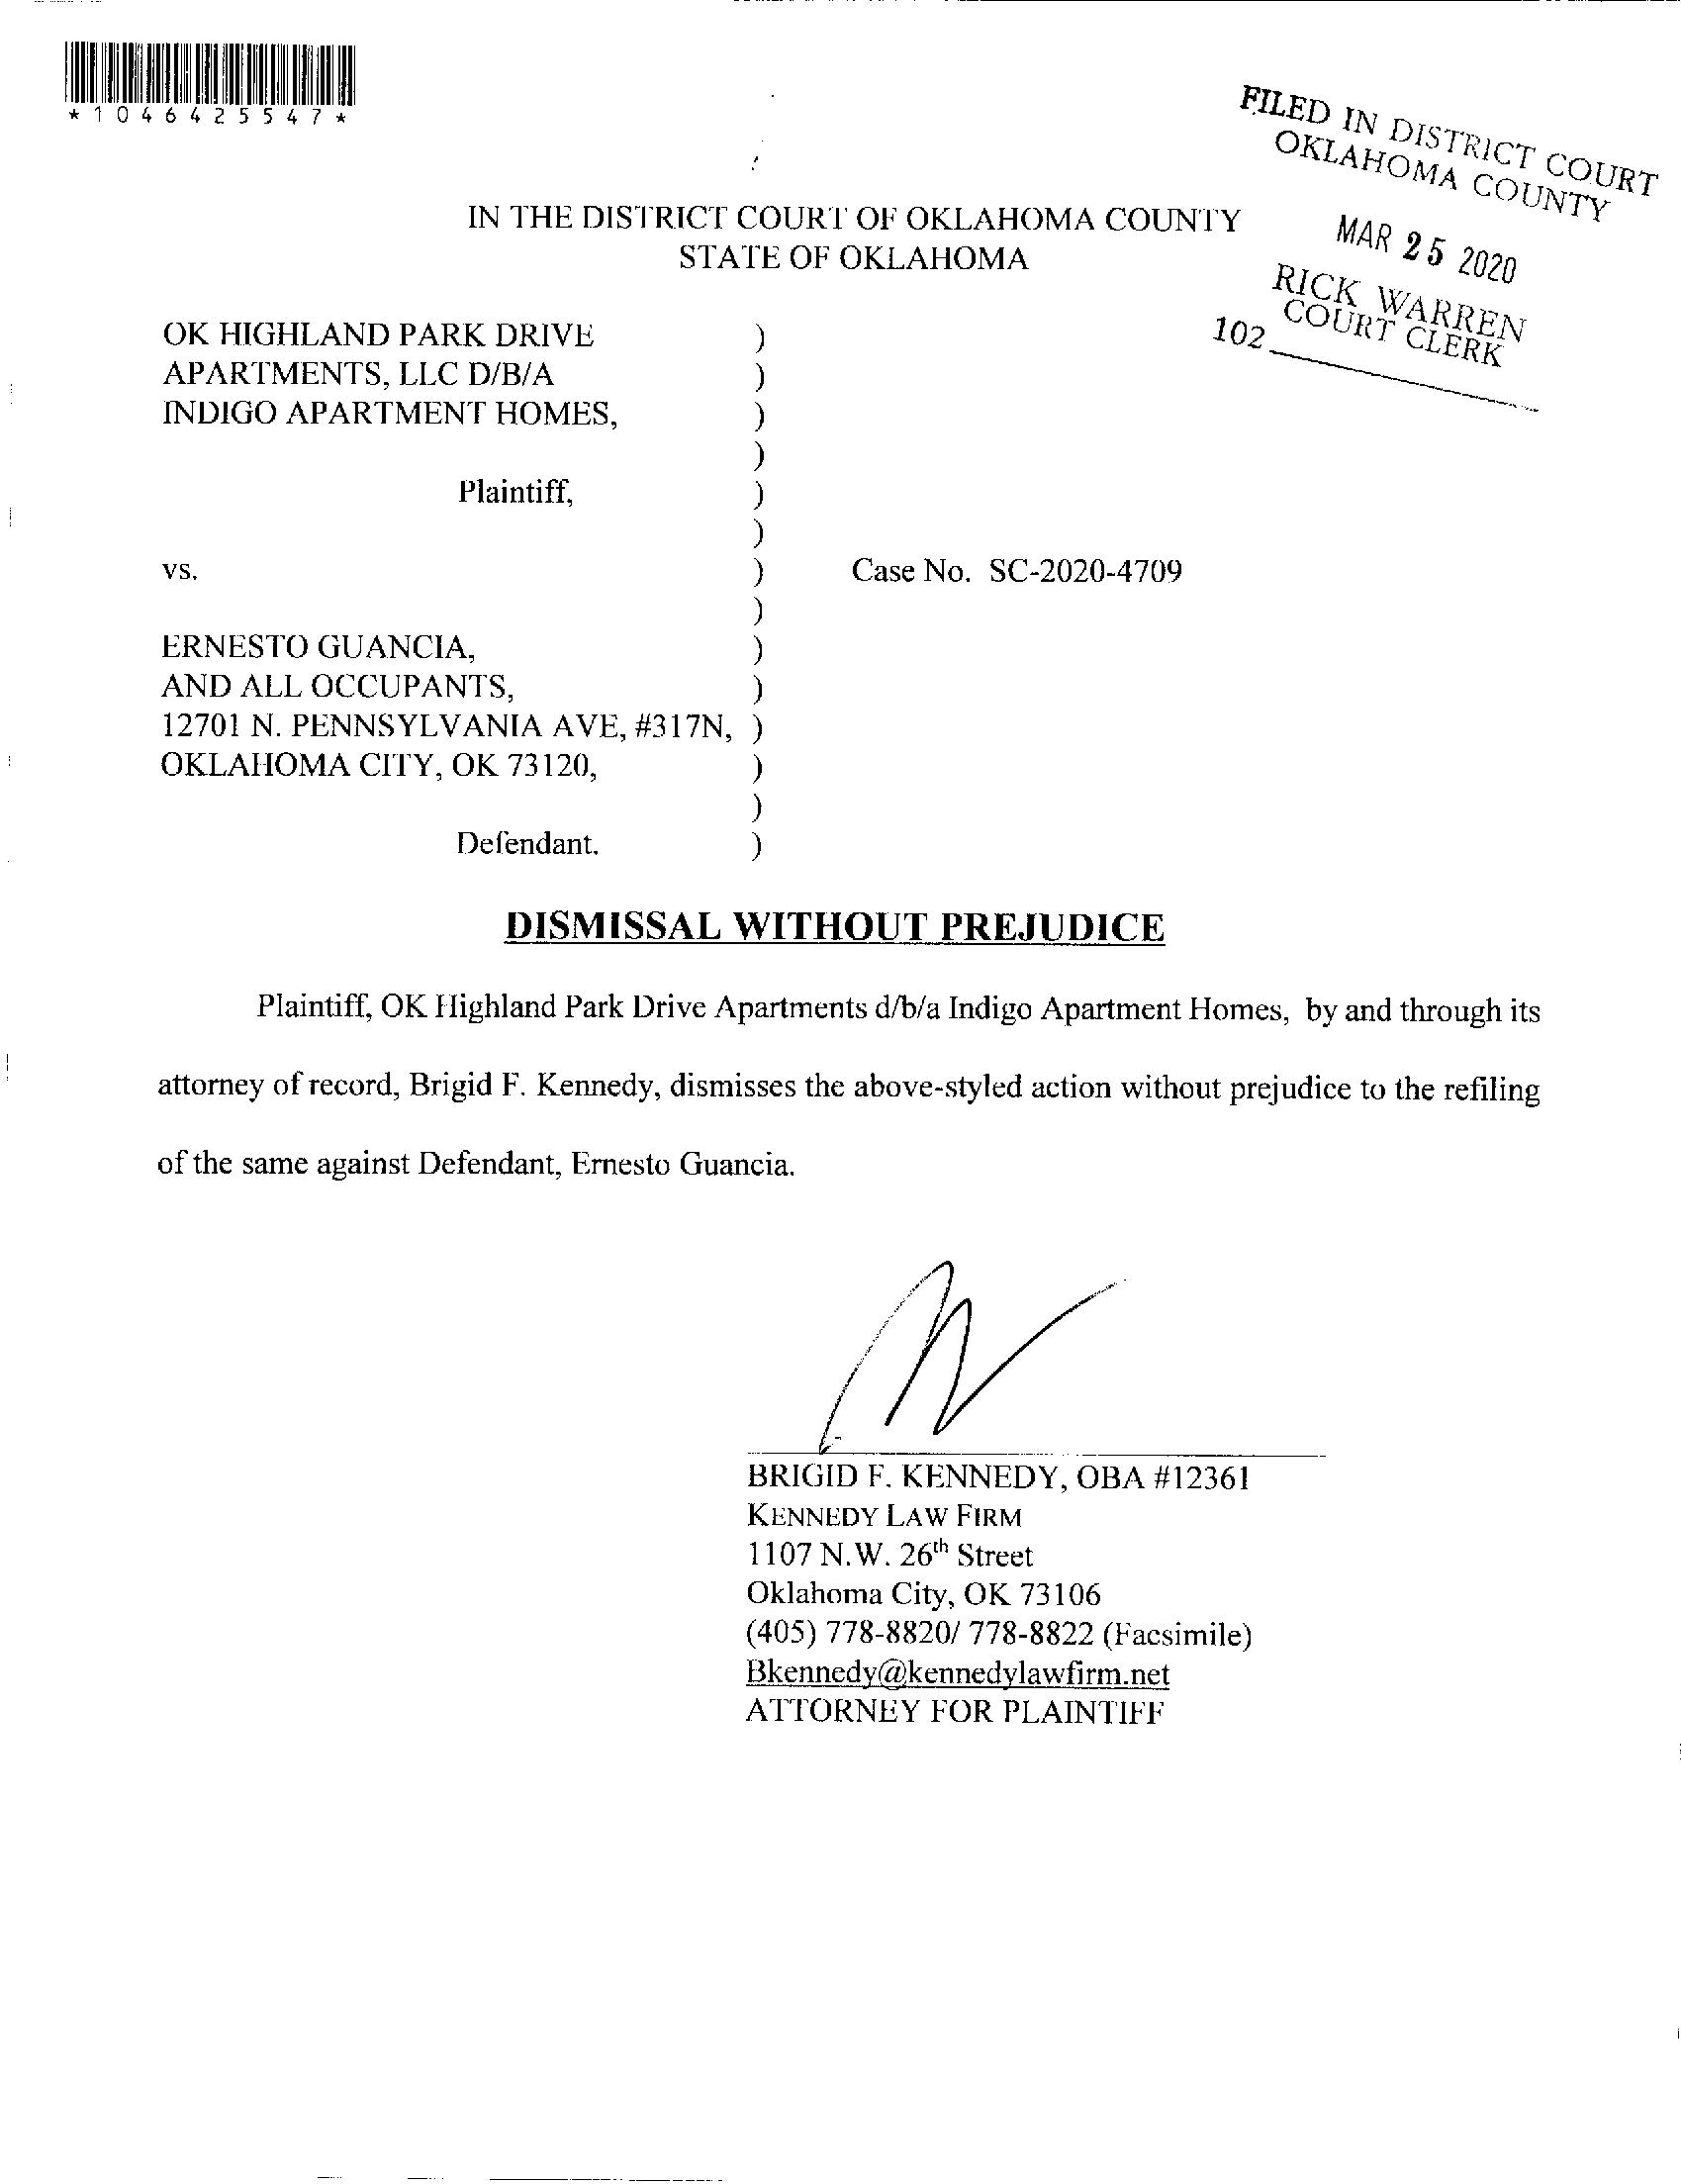 *1046425547*
FILED IN DISTRICT COURT
OKLAHOMA COUNTY
MAR 25 2020
RICK WARREN
COURT CLERK
102
IN THE DISTRICT COURT OF OKLAHOMA COUNTY
STATE OF OKLAHOMA
OK HIGHLAND PARK DRIVE )
APARTMENTS, LLC D/B/A )
INDIGO APARTMENT HOMES, )
)
Plaintiff, )
)
vs. ) Case No. SC-2020-4709
)
ERNESTO GUANCIA, )
AND ALL OCCUPANTS, )
12701 N. PENNSYLVANIA AVE, #317N, )
OKLAHOMA CITY, OK 73120, )
)
Defendant. )
DISMISSAL WITHOUT PREJUDICE
Plaintiff, OK Highland Park Drive Apartments d/b/a Indigo Apartment Homes, by and through its
attorney of record, Brigid F. Kennedy, dismisses the above-styled action without prejudice to the refiling
of the same against Defendant, Ernesto Guancia.
BRIGID F. KENNEDY, OBA #12361
KENNEDY LAW FIRM
1107 N.W. 26th Street
Oklahoma City, OK 73106
(405) 778-8820/ 778-8822 (Facsimile)
Bkennedy@kennedylawfirm.net
ATTORNEY FOR PLAINTIFF